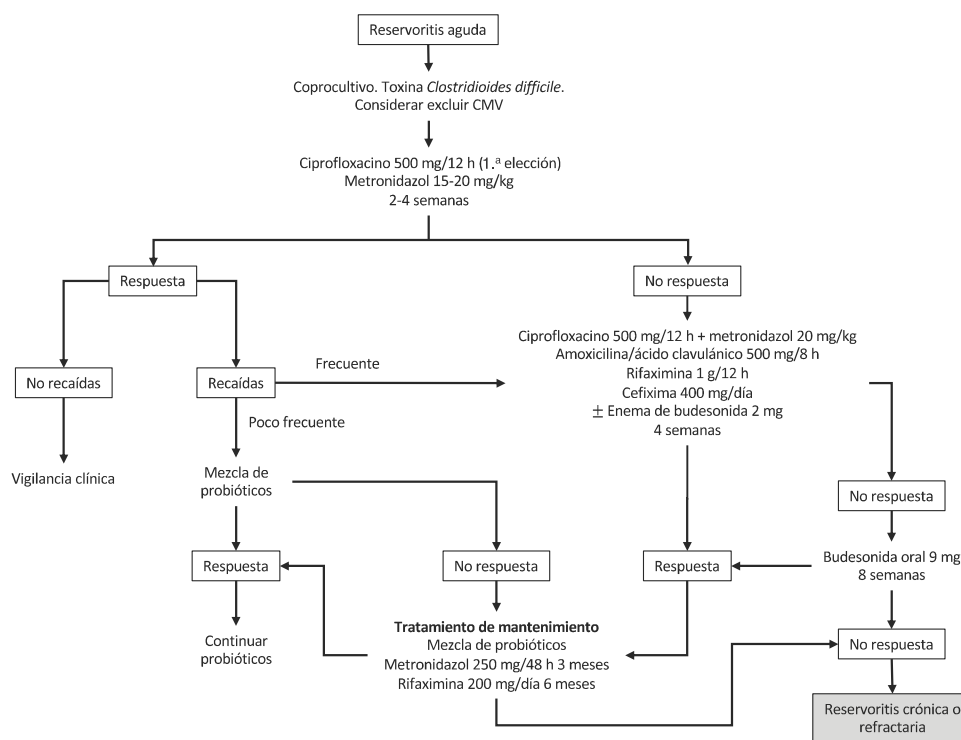 Reservoritis aguda
Coprocultivo. Toxina Clostridioides difficile.
Considerar excluir CMV
Ciprofloxacino 500 mg/12 h (1.ª elección)
Metronidazol 15-20 mg/kg
2-4 semanas
Respuesta
No respuesta
Ciprofloxacino 500 mg/12 h + metronidazol 20 mg/kg
Amoxicilina/ácido clavulánico 500 mg/8 h
Rifaximina 1 g/12 h
Cefixima 400 mg/día
± Enema de budesonida 2 mg
4 semanas
Frecuente
No recaídas
Recaídas
Poco frecuente
Vigilancia clínica
Mezcla de
probióticos
No respuesta
Respuesta
No respuesta
Respuesta
Budesonida oral 9 mg
8 semanas
Continuar
probióticos
Tratamiento de mantenimiento
Mezcla de probióticos
Metronidazol 250 mg/48 h 3 meses
Rifaximina 200 mg/día 6 meses
No respuesta
Reservoritis crónica o
refractaria